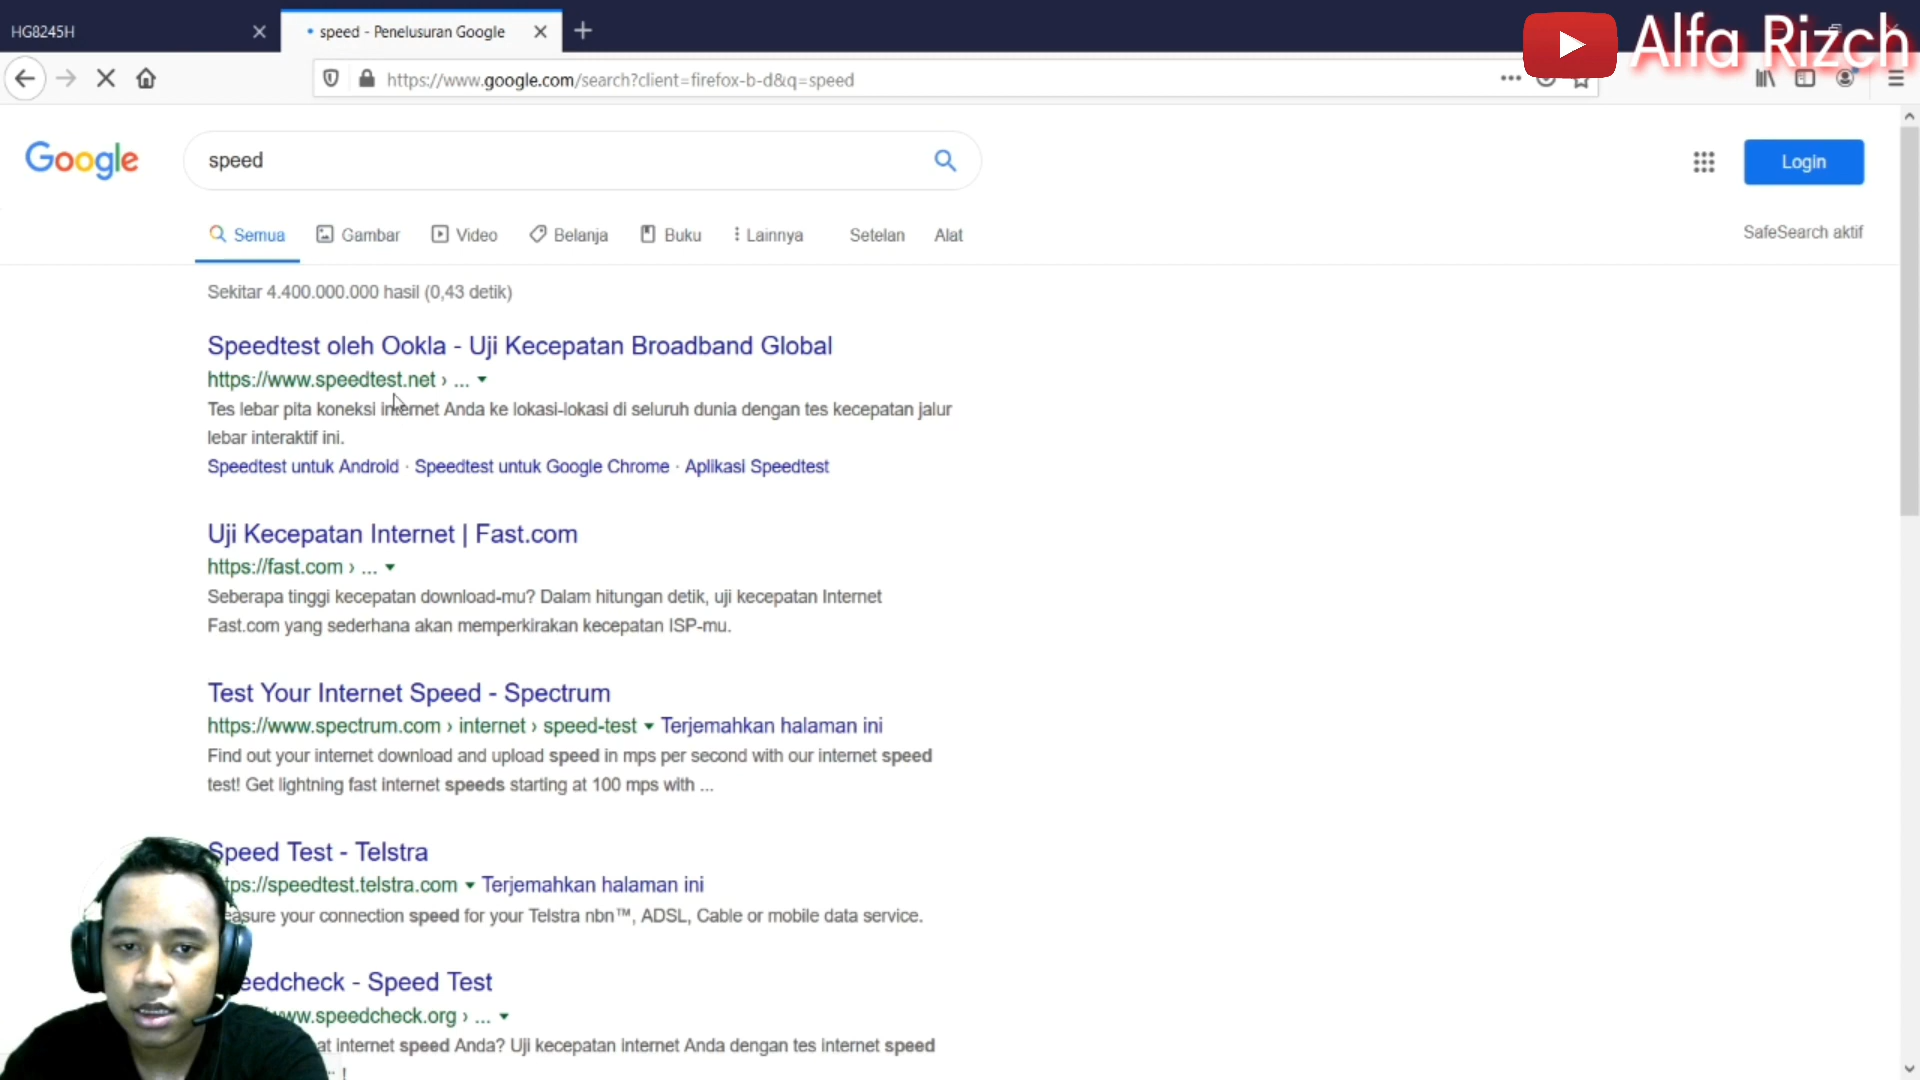 HG8245H
speed - Penelusuran Google
Alfa Rizch
https://www.google.com/search?client=firefox-b-d&q=speed
Google
speed
Login
Semua
Gambar
Video
Belanja
Buku
Lainnya
Setelan
Alat
SafeSearch aktif
Sekitar 4.400.000.000 hasil (0,43 detik)
Speedtest oleh Ookla - Uji Kecepatan Broadband Global
https://www.speedtest.net › ...
Tes lebar pita koneksi internet Anda ke lokasi-lokasi di seluruh dunia dengan tes kecepatan jalur
lebar interaktif ini.
Speedtest untuk Android · Speedtest untuk Google Chrome · Aplikasi Speedtest
Uji Kecepatan Internet | Fast.com
https://fast.com › ...
Seberapa tinggi kecepatan download-mu? Dalam hitungan detik, uji kecepatan Internet
Fast.com yang sederhana akan memperkirakan kecepatan ISP-mu.
Test Your Internet Speed - Spectrum
https://www.spectrum.com › internet › speed-test Terjemahkan halaman ini
Find out your internet download and upload speed in mps per second with our internet speed
test! Get lightning fast internet speeds starting at 100 mps with ...
Speed Test - Telstra
tps://speedtest.telstra.com Terjemahkan halaman ini
easure your connection speed for your Telstra nbn™, ADSL, Cable or mobile data service.
eedcheck - Speed Test
www.speedcheck.org › ...
at internet speed Anda? Uji kecepatan internet Anda dengan tes internet speed